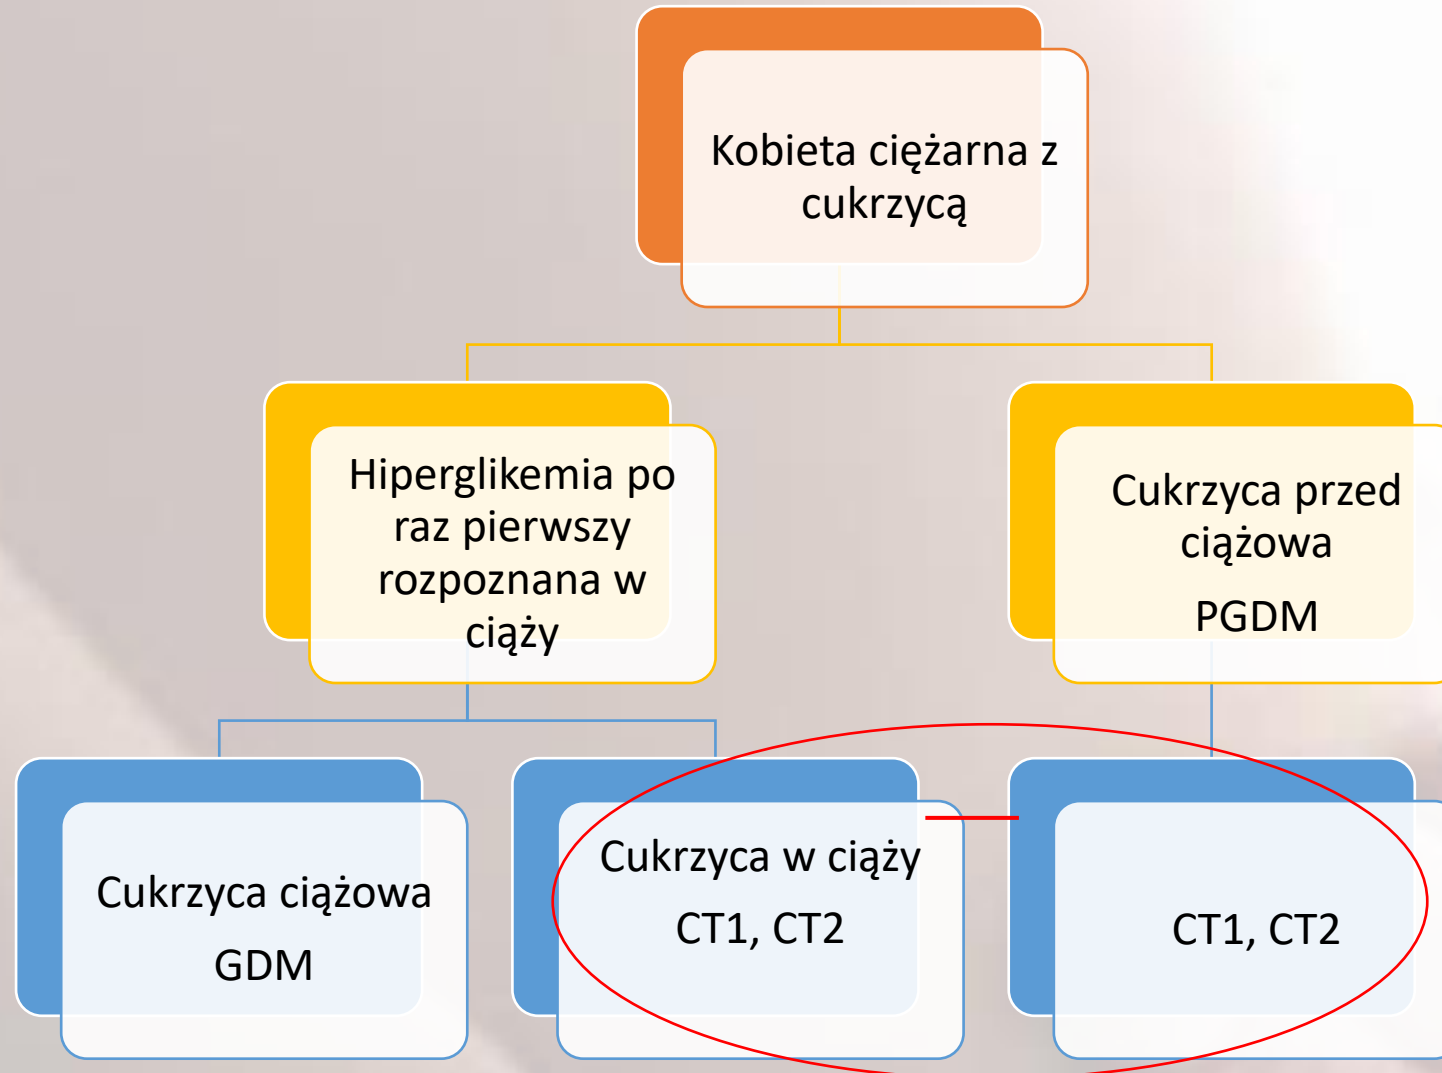 Kobieta ciężarna z
cukrzycą
Hiperglikemia po
raz pierwszy
rozpoznana w
ciąży
Cukrzyca przed
ciążowa
PGDM
Cukrzyca ciążowa
GDM
Cukrzyca w ciąży
CT1, CT2
CT1, CT2